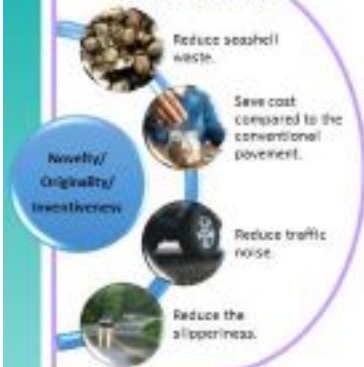 Reduce seashell
waste.
Save cost
compared to the
conventional
pavement.
Novelty/
Originality/
Inventiveness
Reduce traffic
noise.
Reduce the
slipperiness.